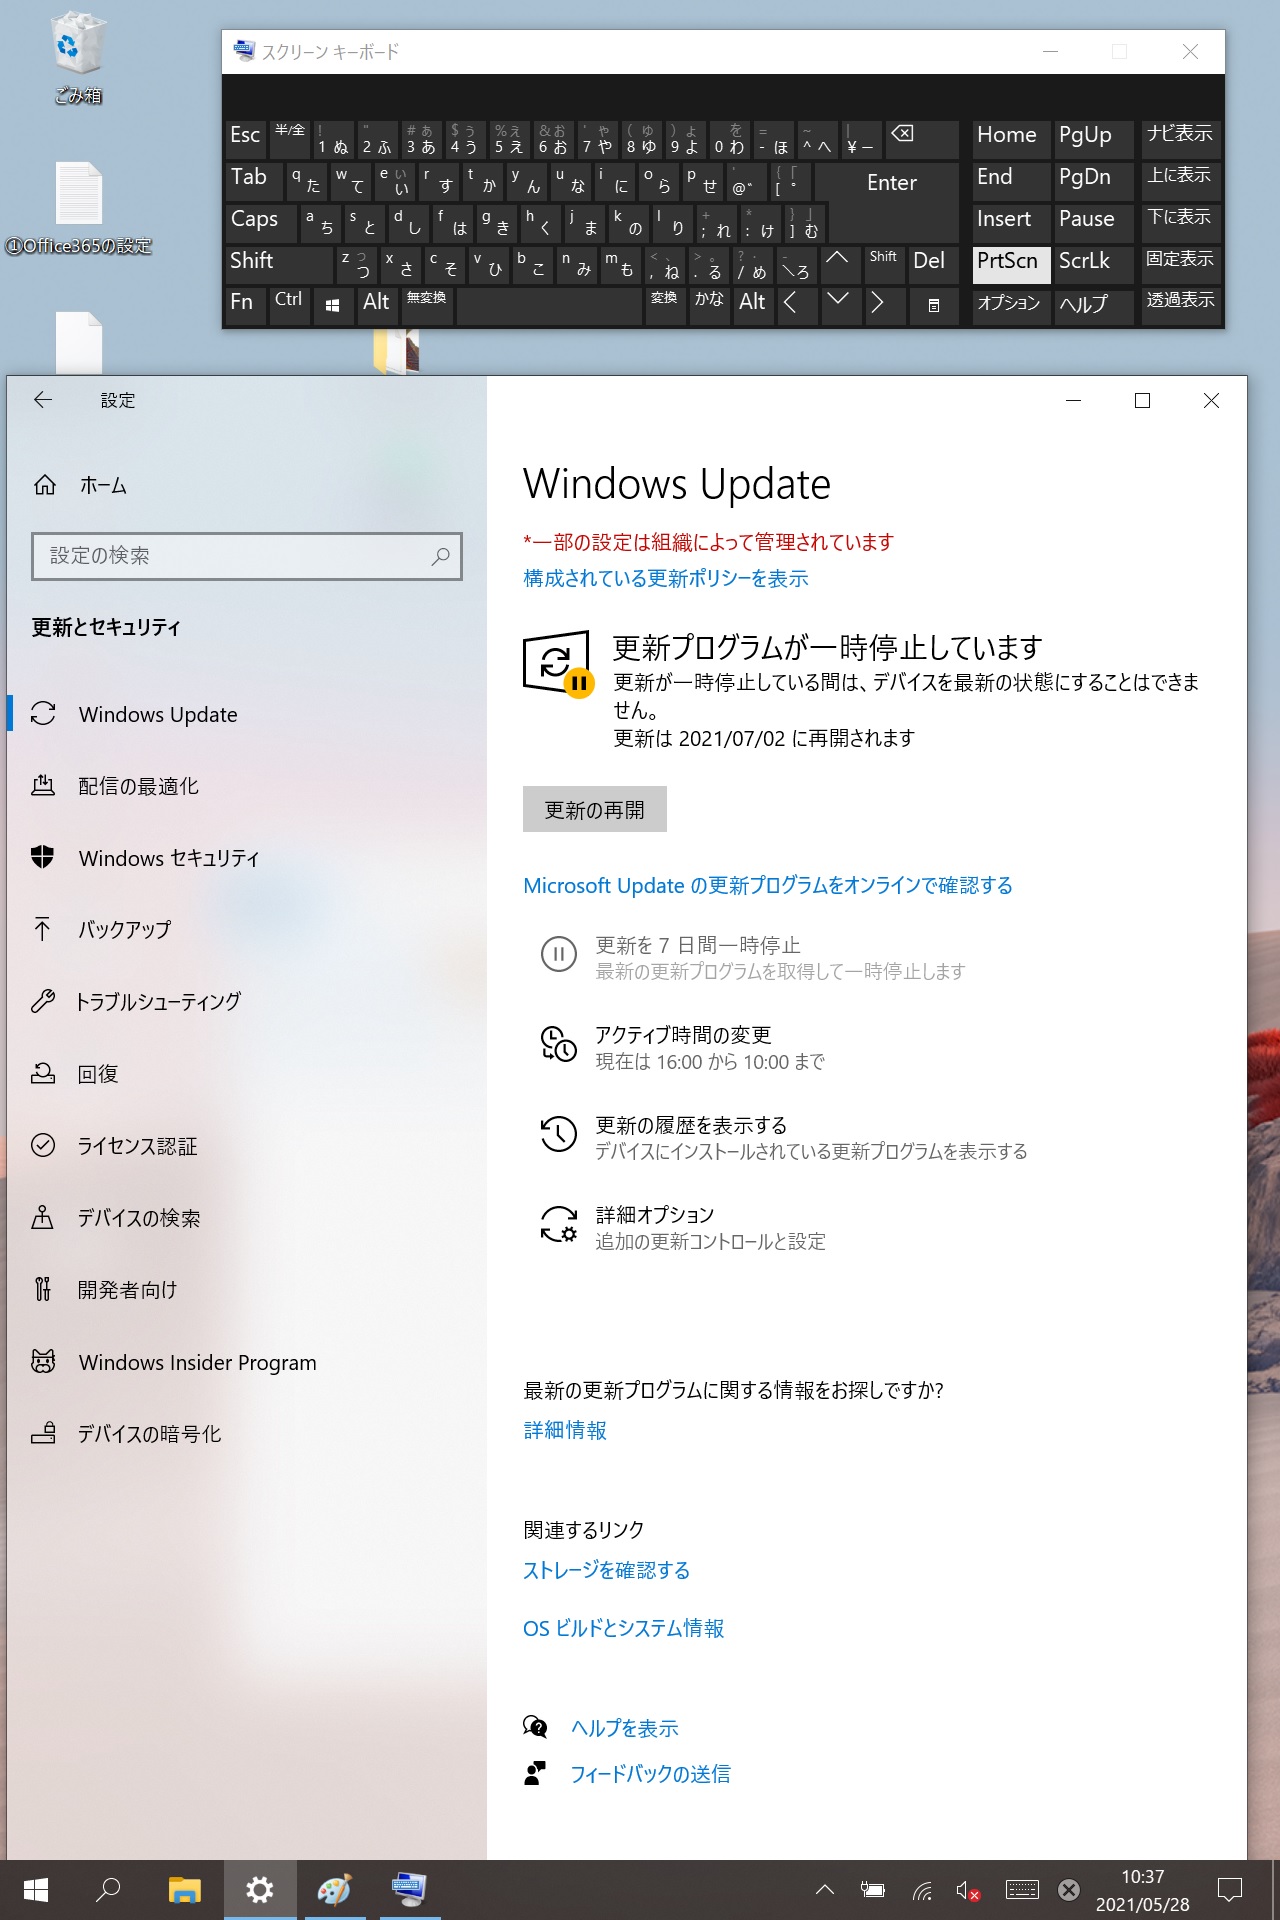 ごみ箱
①Office365の設定
スクリーン キーボード
Esc 半/全 ! 1 ぬ " 2 ふ # ぁ 3 あ $ ぅ 4 う % ぇ 5 え & ぉ 6 お ' ゃ 7 や ( ゅ 8 ゆ ) ょ 9 よ を 0 わ = - ほ ~ ^ へ | ¥ ー Home PgUp ナビ表示
Tab q た w て e ぃ い r す t か y ん u な i に o ら p せ ` @ ゛ { 「 [ ゜ Enter End PgDn 上に表示
Caps a ち s と d し f は g き h く j ま k の l り + ; れ * : け } 」 ] む Insert Pause 下に表示
Shift z っ つ x さ c そ v ひ b こ n み m も < 、 , ね > 。 . る ? ・ / め _ \ ろ Shift Del PrtScn ScrLk 固定表示
Fn Ctrl Alt 無変換 変換 かな Alt オプション ヘルプ 透過表示
設定
ホーム
設定の検索
更新とセキュリティ
Windows Update
配信の最適化
Windows セキュリティ
バックアップ
トラブルシューティング
回復
ライセンス認証
デバイスの検索
開発者向け
Windows Insider Program
デバイスの暗号化
Windows Update
*一部の設定は組織によって管理されています
構成されている更新ポリシーを表示
更新プログラムが一時停止しています
更新が一時停止している間は、デバイスを最新の状態にすることはできま
せん。
更新は 2021/07/02 に再開されます
更新の再開
Microsoft Update の更新プログラムをオンラインで確認する
更新を 7 日間一時停止
最新の更新プログラムを取得して一時停止します
アクティブ時間の変更
現在は 16:00 から 10:00 まで
更新の履歴を表示する
デバイスにインストールされている更新プログラムを表示する
詳細オプション
追加の更新コントロールと設定
最新の更新プログラムに関する情報をお探しですか?
詳細情報
関連するリンク
ストレージを確認する
OS ビルドとシステム情報
ヘルプを表示
フィードバックの送信
10:37
2021/05/28